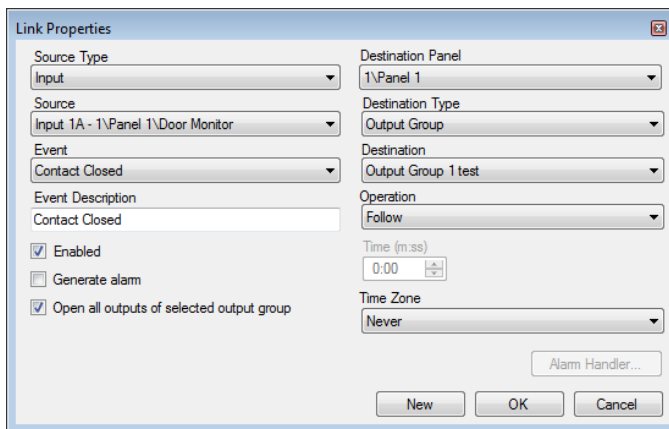 Link Properties
Source Type
Input
Source
Input 1A - 1\Panel 1\Door Monitor
Event
Contact Closed
Event Description
Contact Closed
Enabled
Generate alarm
Open all outputs of selected output group
Destination Panel
1\Panel 1
Destination Type
Output Group
Destination
Output Group 1 test
Operation
Follow
Time (m:ss)
0:00
Time Zone
Never
Alarm Handler...
New
OK
Cancel